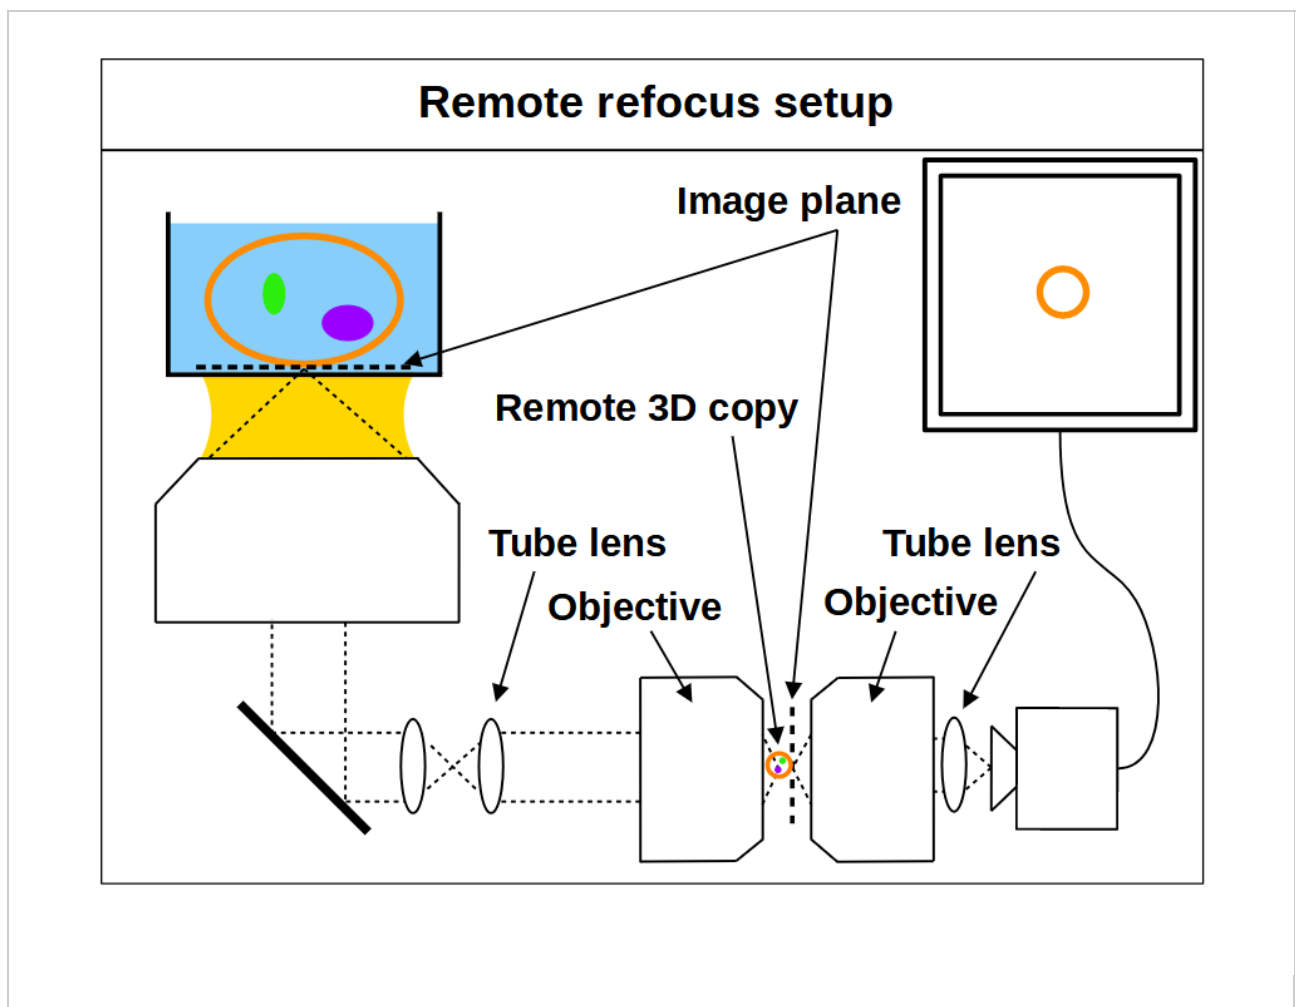 Remote refocus setup
Image plane
Remote 3D copy
Tube lens
Tube lens
Objective
Objective